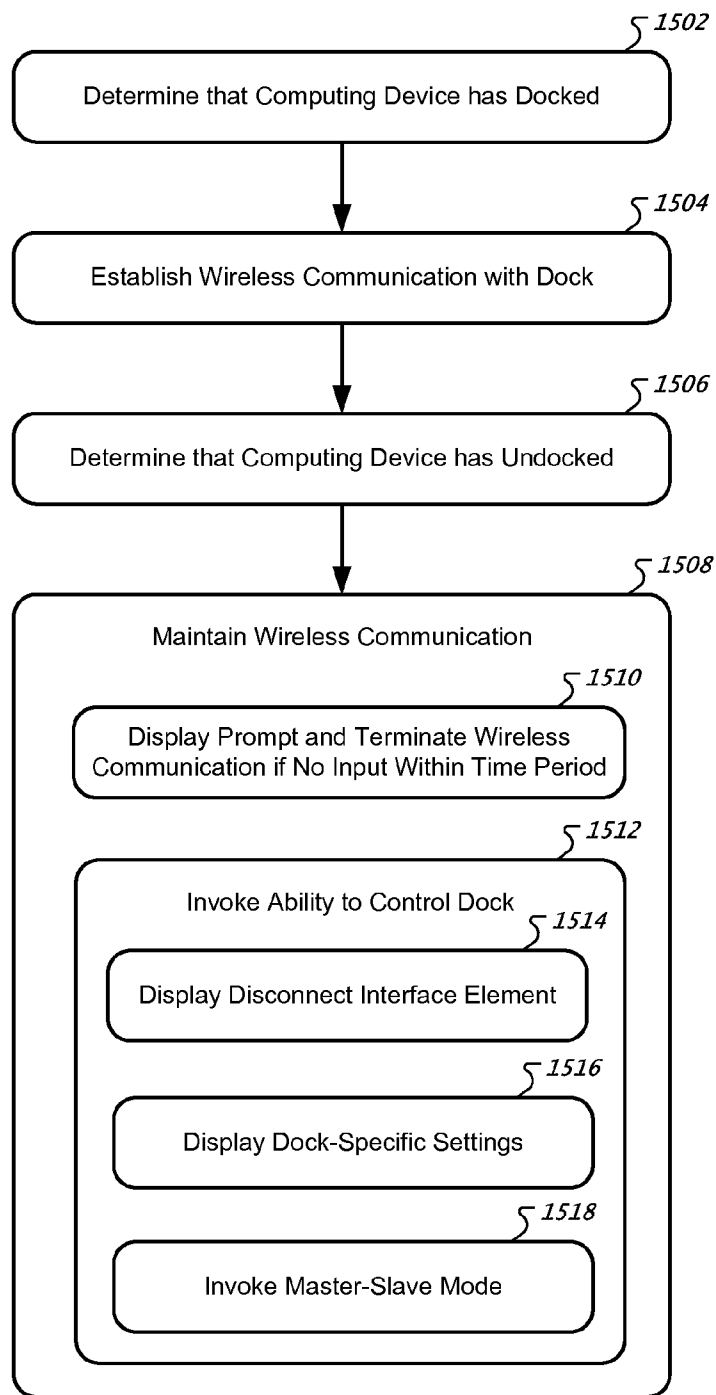 1502
Determine that Computing Device has Docked
1504
Establish Wireless Communication with Dock
1506
Determine that Computing Device has Undocked
1508
Maintain Wireless Communication
1510
Display Prompt and Terminate Wireless
Communication if No Input Within Time Period
1512
Invoke Ability to Control Dock
1514
Display Disconnect Interface Element
1516
Display Dock-Specific Settings
1518
Invoke Master-Slave Mode